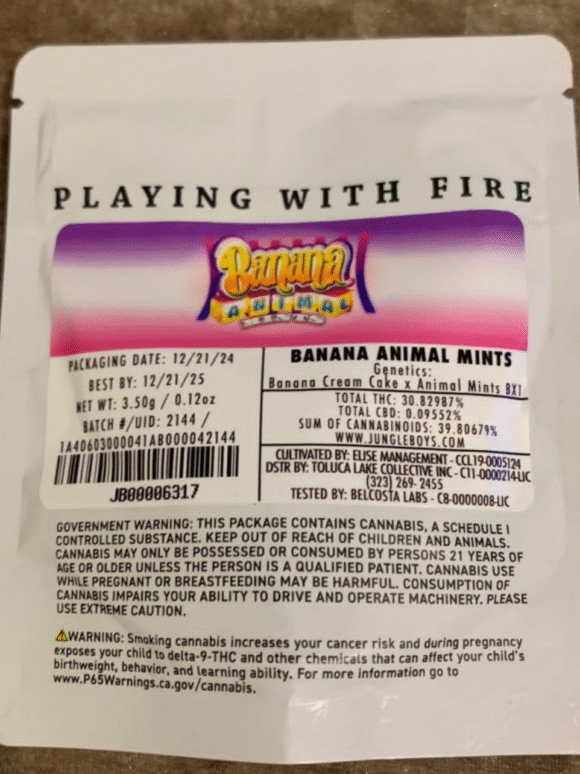 PLAYING WITH FIRE
Banana
ANIMAL
MINTS
PACKAGING DATE: 12/21/24
BEST BY: 12/21/25
NET WT: 3.50g / 0.12oz
BATCH #/UID: 2144 /
1A40603000041AB000042144
JB00006317
BANANA ANIMAL MINTS
Genetics:
Banana Cream Cake x Animal Mints BX1
TOTAL THC: 30.82987%
TOTAL CBD: 0.09552%
SUM OF CANNABINOIDS: 39.80679%
WWW.JUNGLEBOYS.COM
CULTIVATED BY: ELISE MANAGEMENT - CCL19-0005124
DSTR BY: TOLUCA LAKE COLLECTIVE INC - C11-0000214-LIC
(323) 269- 2455
TESTED BY: BELCOSTA LABS - C8-0000008-LIC
GOVERNMENT WARNING: THIS PACKAGE CONTAINS CANNABIS, A SCHEDULE I
CONTROLLED SUBSTANCE. KEEP OUT OF REACH OF CHILDREN AND ANIMALS.
CANNABIS MAY ONLY BE POSSESSED OR CONSUMED BY PERSONS 21 YEARS OF
AGE OR OLDER UNLESS THE PERSON IS A QUALIFIED PATIENT. CANNABIS USE
WHILE PREGNANT OR BREASTFEEDING MAY BE HARMFUL. CONSUMPTION OF
CANNABIS IMPAIRS YOUR ABILITY TO DRIVE AND OPERATE MACHINERY. PLEASE
USE EXTREME CAUTION.
⚠WARNING: Smoking cannabis increases your cancer risk and during pregnancy
exposes your child to delta-9-THC and other chemicals that can affect your child's
birthweight, behavior, and learning ability. For more information go to
www.P65Warnings.ca.gov/cannabis.